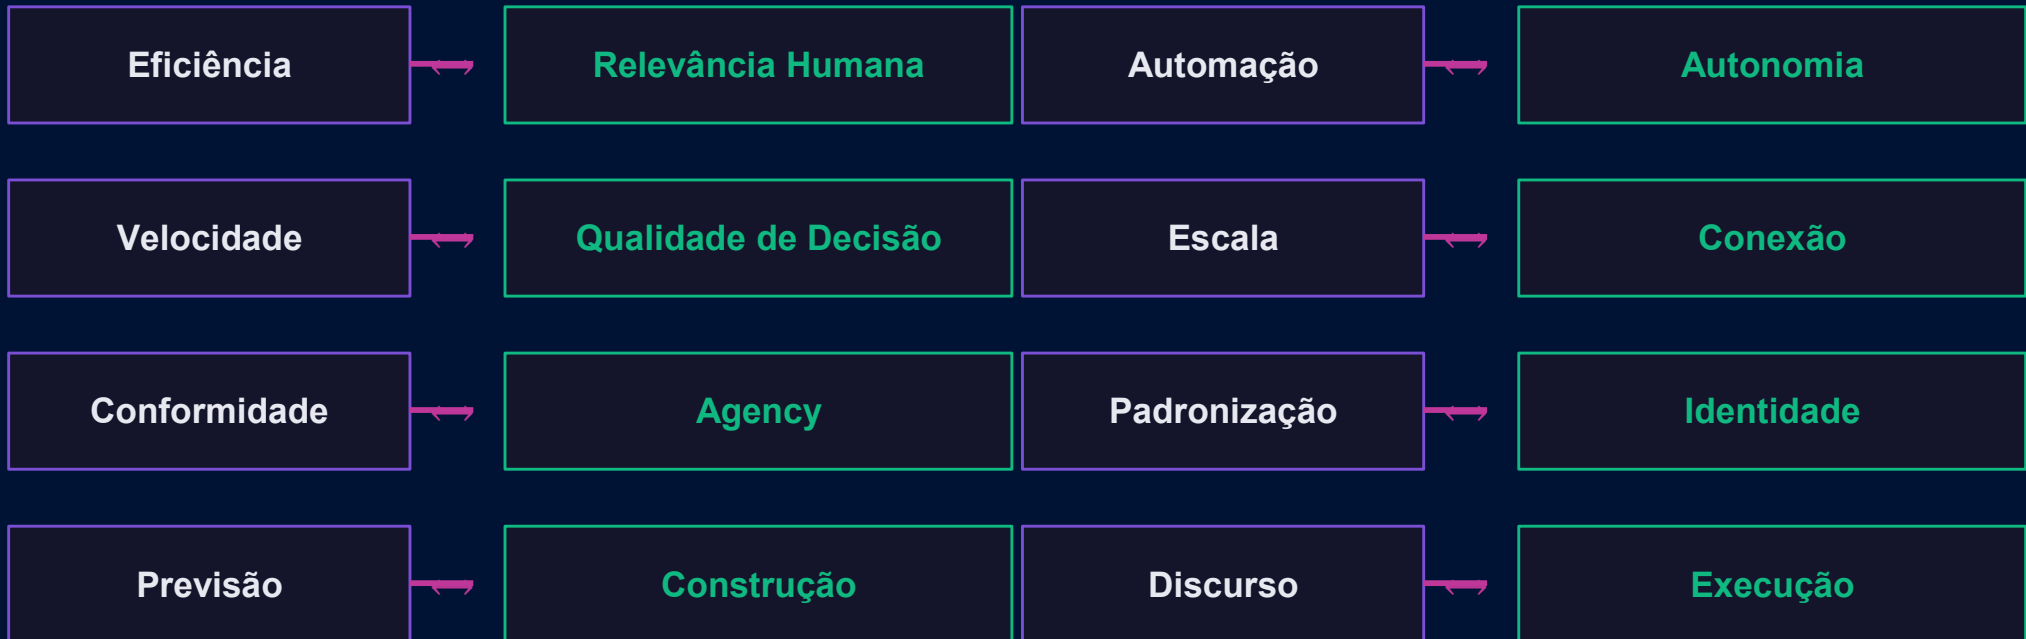 Eficiência
Relevância Humana
Automação
Autonomia
Velocidade
Qualidade de Decisão
Escala
Conexão
Conformidade
Agency
Padronização
Identidade
Previsão
Construção
Discurso
Execução